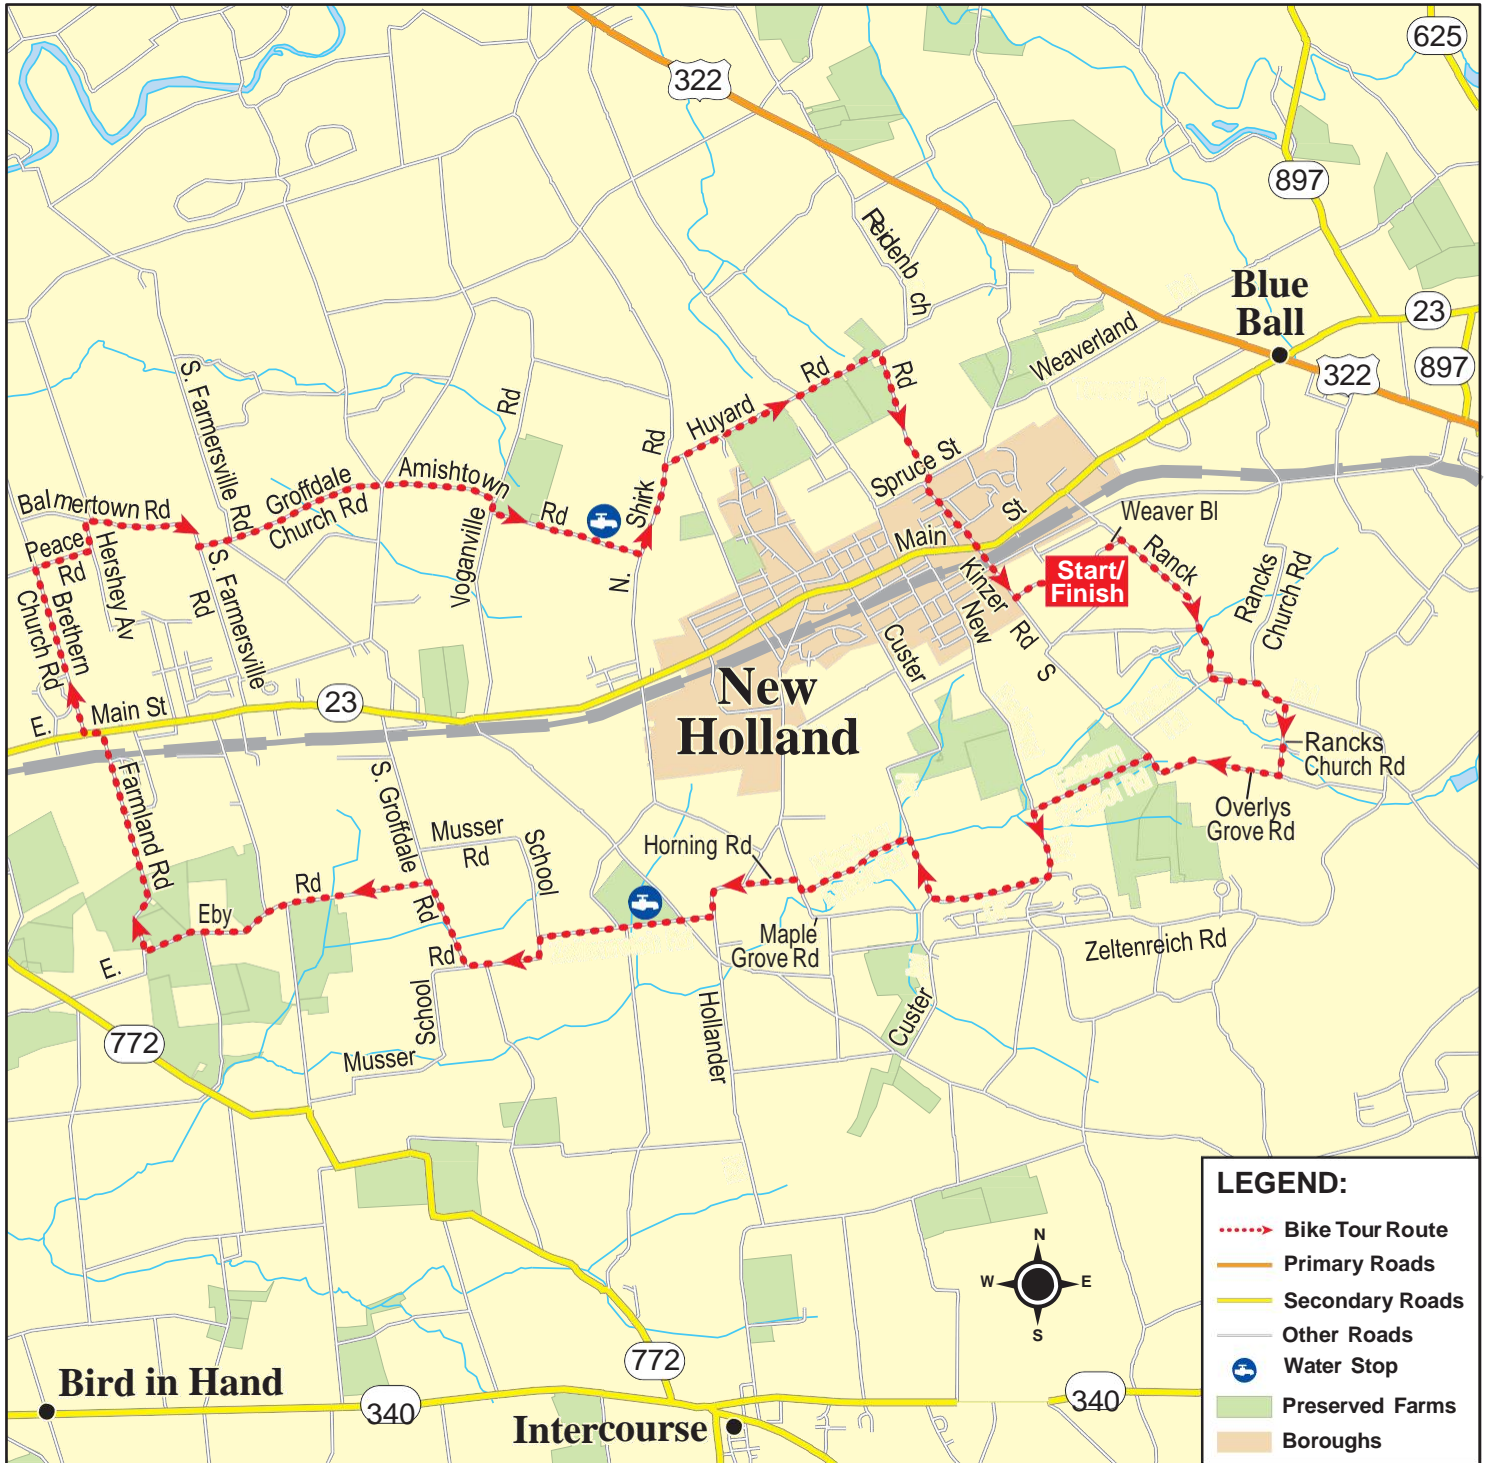 625
322
897
Reidenb ch
Blue
Ball
23
Weaverland
322
897
S. Farmersville Rd
Rd
Rd
Rd
Huyard
Rd
Spruce St
Groffdale
Church Rd
Amishtown
Rd
Shirk
N.
Balmertown Rd
Peace
Rd
Hershey Av
S. Farmersville
Rd
Voganville
Main
St
Weaver Bl
Ranck
Start/
Finish
Kinzer
Rd
New
S
Custer
Rancks
Church Rd
Brethern
Church Rd
E.
Main St
23
New
Holland
Rancks
Church Rd
Overlys
Grove Rd
Farmland Rd
S. Groffdale
Rd
Musser
Rd
School
Rd
Horning Rd
Rd
Eby
E.
Maple
Grove Rd
Zeltenreich Rd
School
Musser
Hollander
Custer
772
LEGEND:
Bike Tour Route
Primary Roads
Secondary Roads
Other Roads
Water Stop
Preserved Farms
Boroughs
N
W
E
S
772
Bird in Hand
340
Intercourse
340